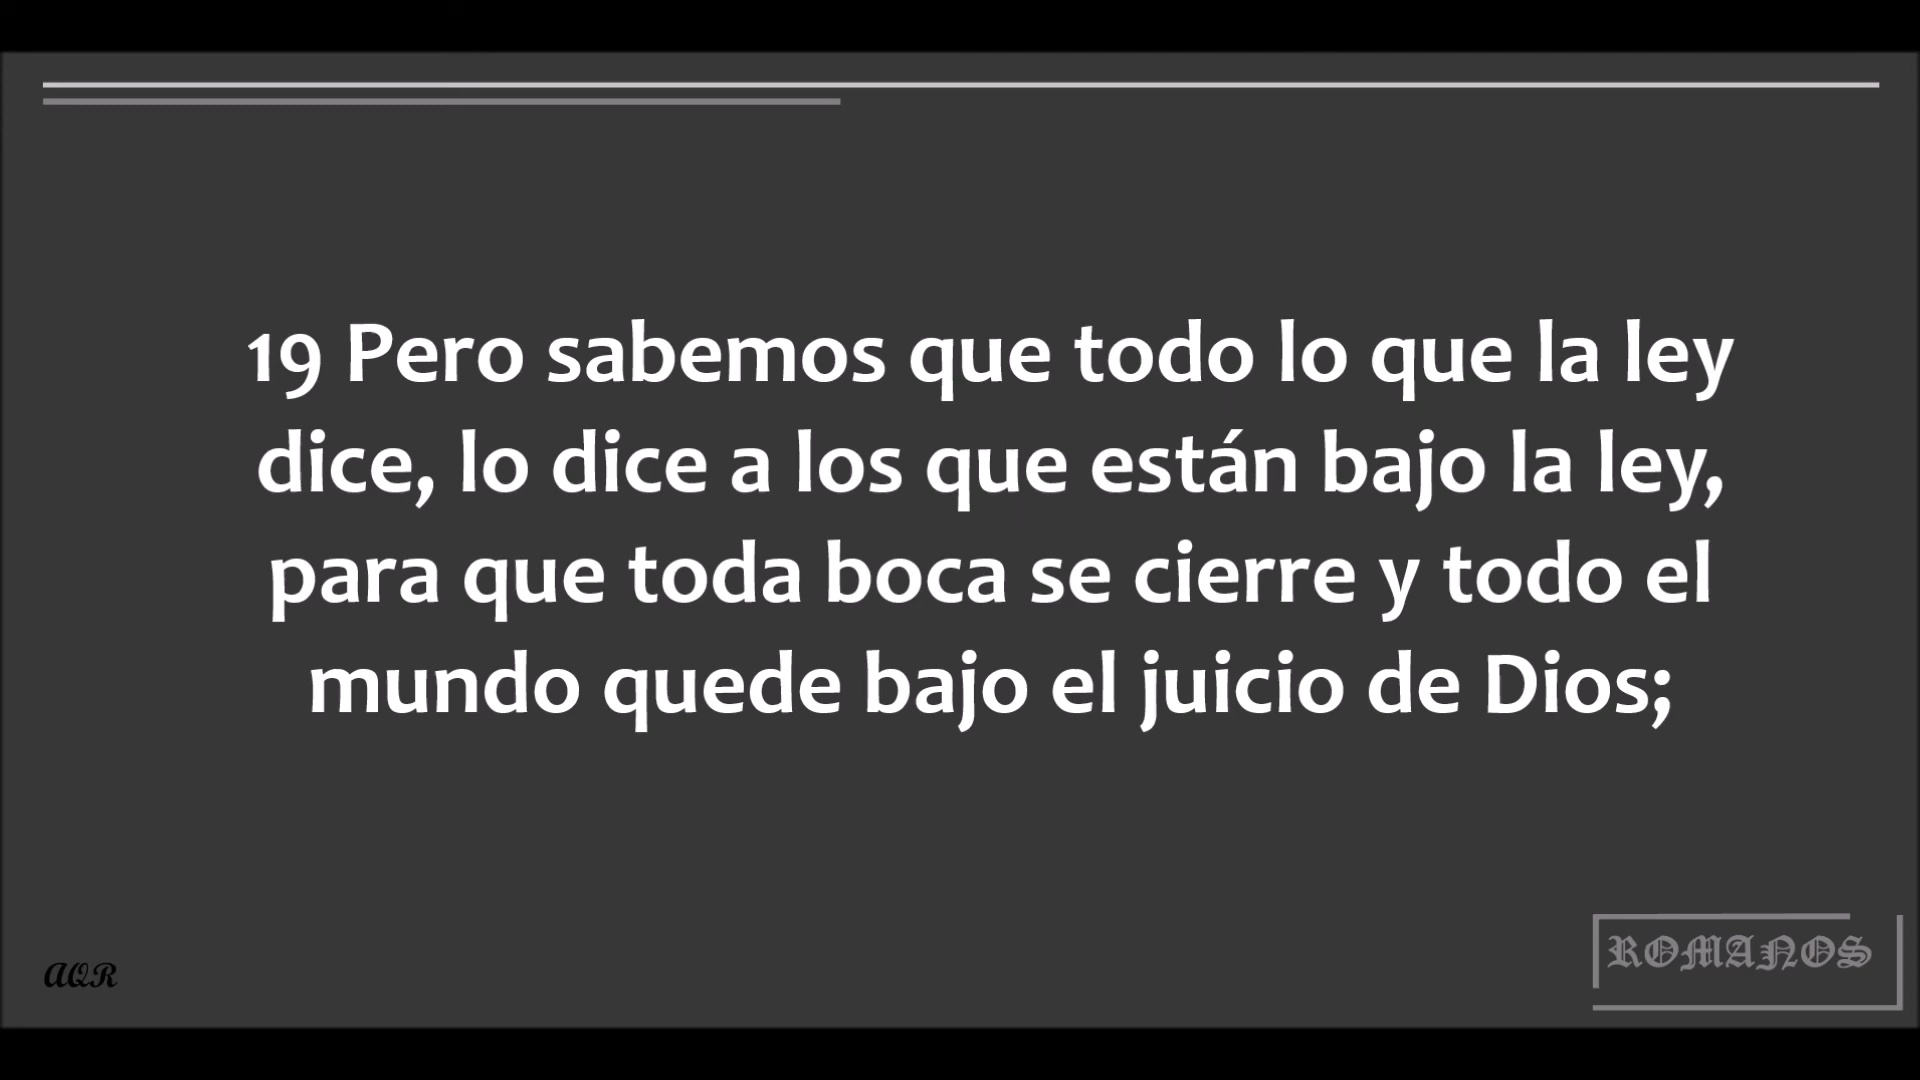 19 Pero sabemos que todo lo que la ley
dice, lo dice a los que están bajo la ley,
para que toda boca se cierre y todo el
mundo quede bajo el juicio de Dios;
AQR
ROMANOS